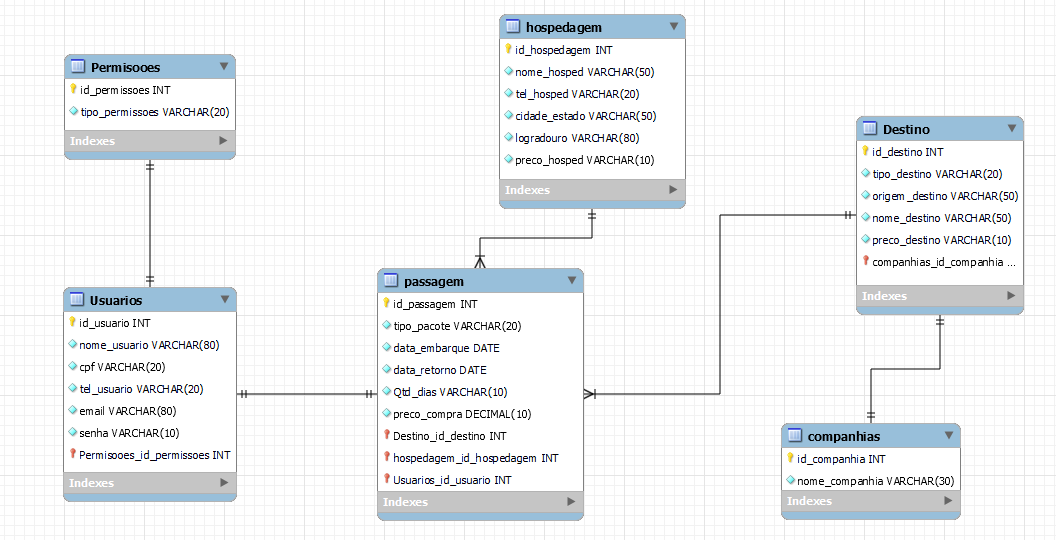 hospedagem
id_hospedagem INT
nome_hosped VARCHAR(50)
tel_hosped VARCHAR(20)
cidade_estado VARCHAR(50)
logradouro VARCHAR(80)
preco_hosped VARCHAR(10)
Indexes
Permisooes
id_permissoes INT
tipo_permissoes VARCHAR(20)
Indexes
Destino
id_destino INT
tipo_destino VARCHAR(20)
origem_destino VARCHAR(50)
nome_destino VARCHAR(50)
preco_destino VARCHAR(10)
companhias_id_companhia ...
Indexes
Usuarios
id_usuario INT
nome_usuario VARCHAR(80)
cpf VARCHAR(20)
tel_usuario VARCHAR(20)
email VARCHAR(80)
senha VARCHAR(10)
Permisooes_id_permissoes INT
Indexes
passagem
id_passagem INT
tipo_pacote VARCHAR(20)
data_embarque DATE
data_retorno DATE
Qtd_dias VARCHAR(10)
preco_compra DECIMAL(10)
Destino_id_destino INT
hospedagem_id_hospedagem INT
Usuarios_id_usuario INT
Indexes
companhias
id_companhia INT
nome_companhia VARCHAR(30)
Indexes